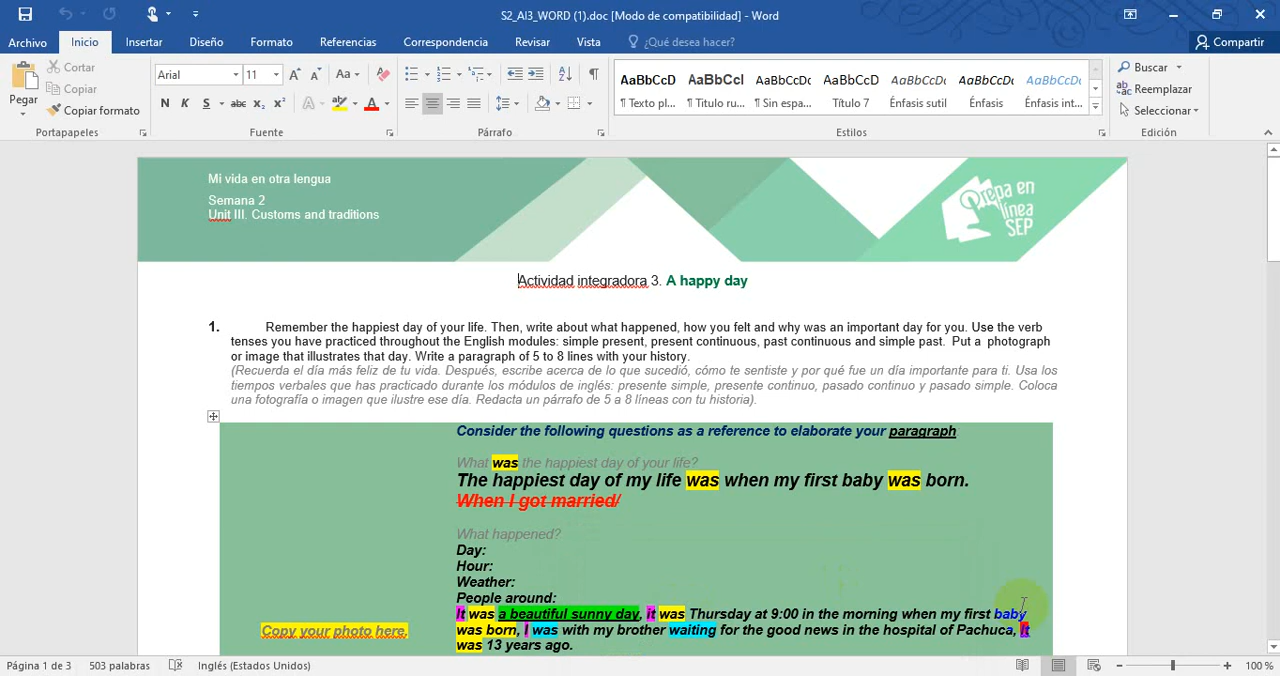 S2_AI3_WORD (1).doc [Modo de compatibilidad] - Word
Archivo Inicio Insertar Diseño Formato Referencias Correspondencia Revisar Vista ¿Qué desea hacer? Compartir
Pegar
Cortar
Copiar
Copiar formato
Portapapeles
Arial 11 Aa
N K S abc x₂ x² A A
Fuente
Párrafo
AaBbCcD AaBbCcI AaBbCcDc AaBbCcD AaBbCcDc AaBbCcDc AaBbCcDc
¶ Texto pl... Título ru... ¶ Sin espa... Título 7 Énfasis sutil Énfasis Énfasis int...
Estilos
Buscar
Reemplazar
Seleccionar
Edición
Mi vida en otra lengua
Semana 2
Unit III. Customs and traditions
Prepa en
línea
SEP
Actividad integradora 3. A happy day
1. Remember the happiest day of your life. Then, write about what happened, how you felt and why was an important day for you. Use the verb
tenses you have practiced throughout the English modules: simple present, present continuous, past continuous and simple past. Put a photograph
or image that illustrates that day. Write a paragraph of 5 to 8 lines with your history.
(Recuerda el día más feliz de tu vida. Después, escribe acerca de lo que sucedió, cómo te sentiste y por qué fue un día importante para ti. Usa los
tiempos verbales que has practicado durante los módulos de inglés: presente simple, presente continuo, pasado continuo y pasado simple. Coloca
una fotografía o imagen que ilustre ese día. Redacta un párrafo de 5 a 8 líneas con tu historia).
Consider the following questions as a reference to elaborate your paragraph
What was the happiest day of your life?
The happiest day of my life was when my first baby was born.
When I got married/
What happened?
Day:
Hour:
Weather:
People around:
It was a beautiful sunny day, it was Thursday at 9:00 in the morning when my first baby
was born, I was with my brother waiting for the good news in the hospital of Pachuca, It
was 13 years ago.
Copy your photo here.
Página 1 de 3 503 palabras Inglés (Estados Unidos) 100 %